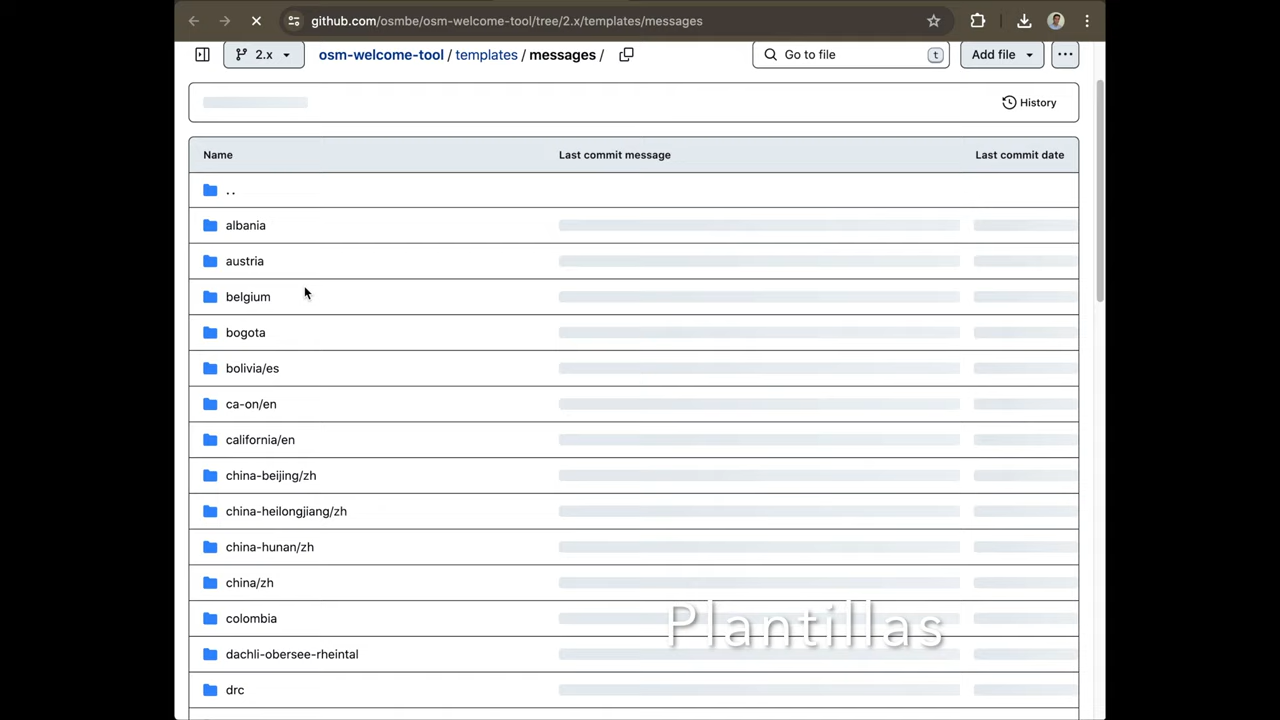 github.com/osmbe/osm-welcome-tool/tree/2.x/templates/messages
2.x
osm-welcome-tool / templates / messages /
Go to file
t
Add file
History
Name
Last commit message
Last commit date
..
albania
austria
belgium
bogota
bolivia/es
ca-on/en
california/en
china-beijing/zh
china-heilongjiang/zh
china-hunan/zh
china/zh
colombia
Plantillas
dachli-obersee-rheintal
drc